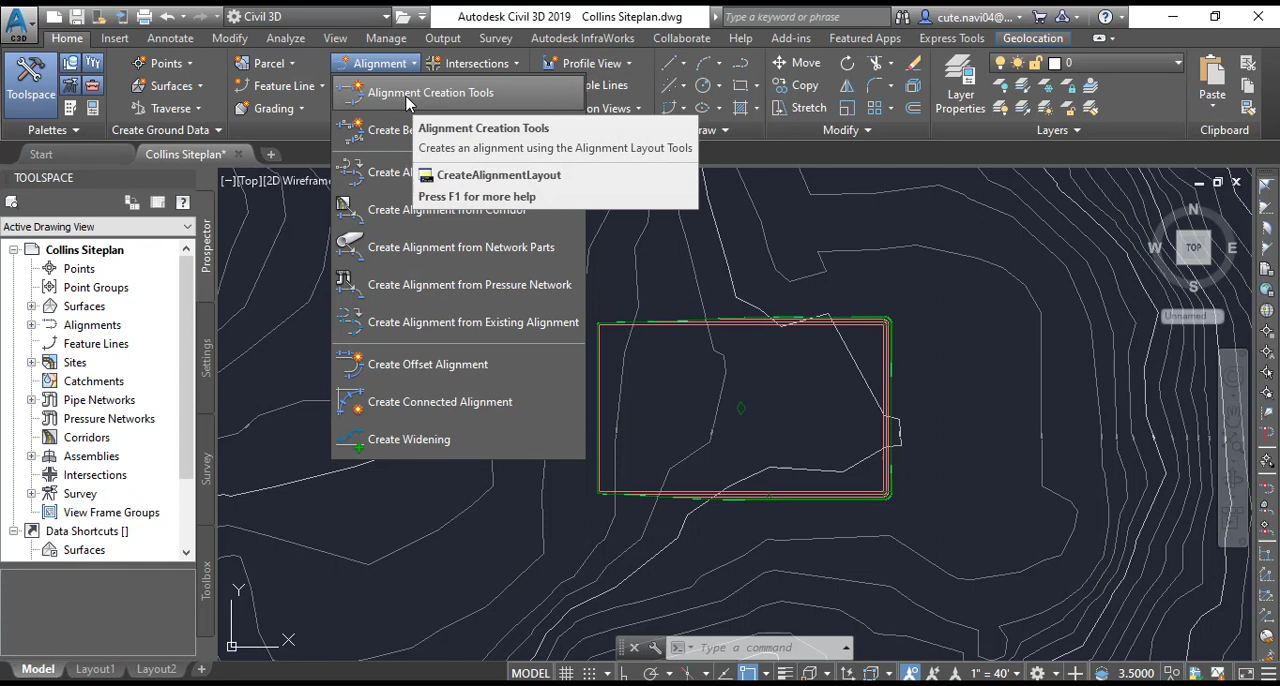 C3D
Civil 3D
Autodesk Civil 3D 2019 Collins Siteplan.dwg
Type a keyword or phrase
cute.navi04@...
Home Insert Annotate Modify Analyze View Manage Output Survey Autodesk InfraWorks Collaborate Help Add-ins Featured Apps Express Tools Geolocation
Toolspace
Palettes
Points
Surfaces
Traverse
Create Ground Data
Parcel
Feature Line
Grading
Alignment
Intersections
Profile View
Move
Copy
Stretch
Modify
Layer
Properties
0
Layers
Paste
Clipboard
Alignment Creation Tools
Create Alignment from Network Parts
Create Alignment from Pressure Network
Create Alignment from Existing Alignment
Create Offset Alignment
Create Connected Alignment
Create Widening
Alignment Creation Tools
Creates an alignment using the Alignment Layout Tools
CreateAlignmentLayout
Press F1 for more help
Start
Collins Siteplan*
TOOLSPACE
Active Drawing View
Collins Siteplan
Points
Point Groups
Surfaces
Alignments
Feature Lines
Sites
Catchments
Pipe Networks
Pressure Networks
Corridors
Assemblies
Intersections
Survey
View Frame Groups
Data Shortcuts []
Surfaces
Prospector
Settings
Survey
Toolbox
[−][Top][2D Wirefram
N
W TOP E
S
Unnamed
Y
X
Type a command
Model Layout1 Layout2
MODEL
1" = 40'
3.5000